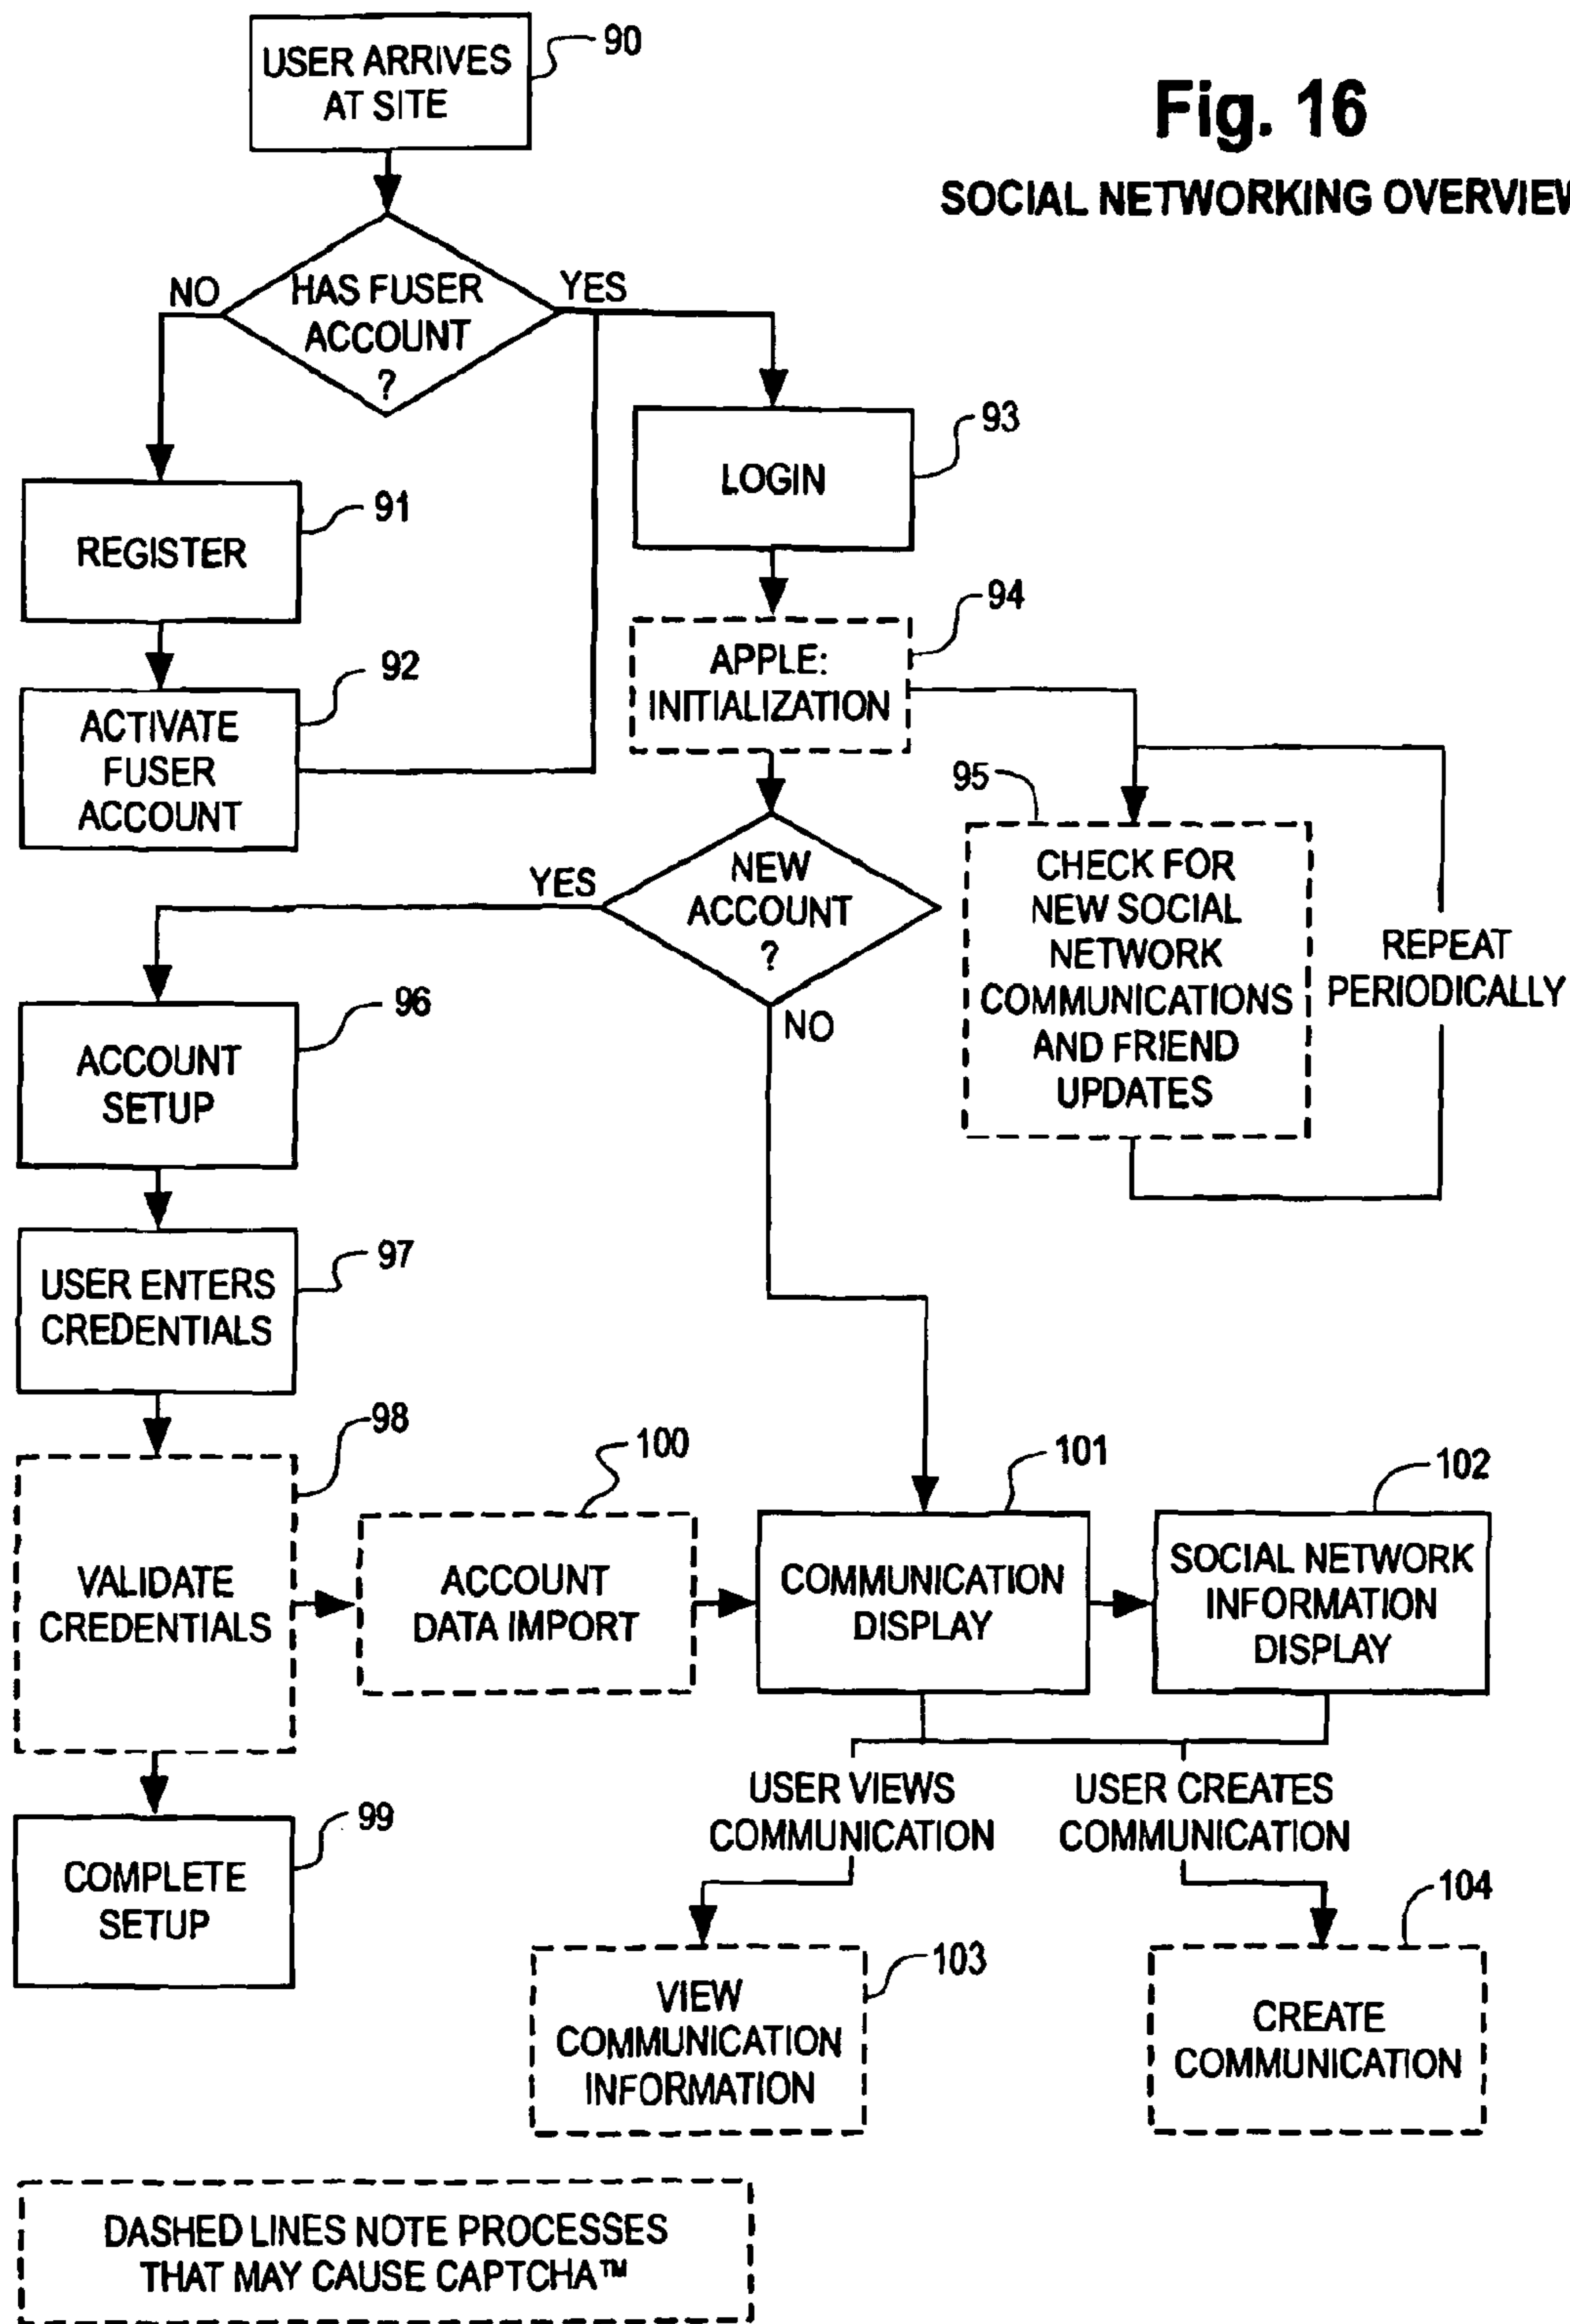 90
USER ARRIVES
AT SITE
Fig. 16
SOCIAL NETWORKING OVERVIEW
HAS FUSER
ACCOUNT
?
NO
YES
93
LOGIN
91
REGISTER
94
APPLE:
INITIALIZATION
92
ACTIVATE
FUSER
ACCOUNT
95
CHECK FOR
NEW SOCIAL
NETWORK
COMMUNICATIONS
AND FRIEND
UPDATES
REPEAT
PERIODICALLY
NEW
ACCOUNT
?
YES
NO
96
ACCOUNT
SETUP
97
USER ENTERS
CREDENTIALS
98
VALIDATE
CREDENTIALS
100
ACCOUNT
DATA IMPORT
101
COMMUNICATION
DISPLAY
102
SOCIAL NETWORK
INFORMATION
DISPLAY
USER VIEWS
COMMUNICATION
USER CREATES
COMMUNICATION
99
COMPLETE
SETUP
103
VIEW
COMMUNICATION
INFORMATION
104
CREATE
COMMUNICATION
DASHED LINES NOTE PROCESSES
THAT MAY CAUSE CAPTCHA™